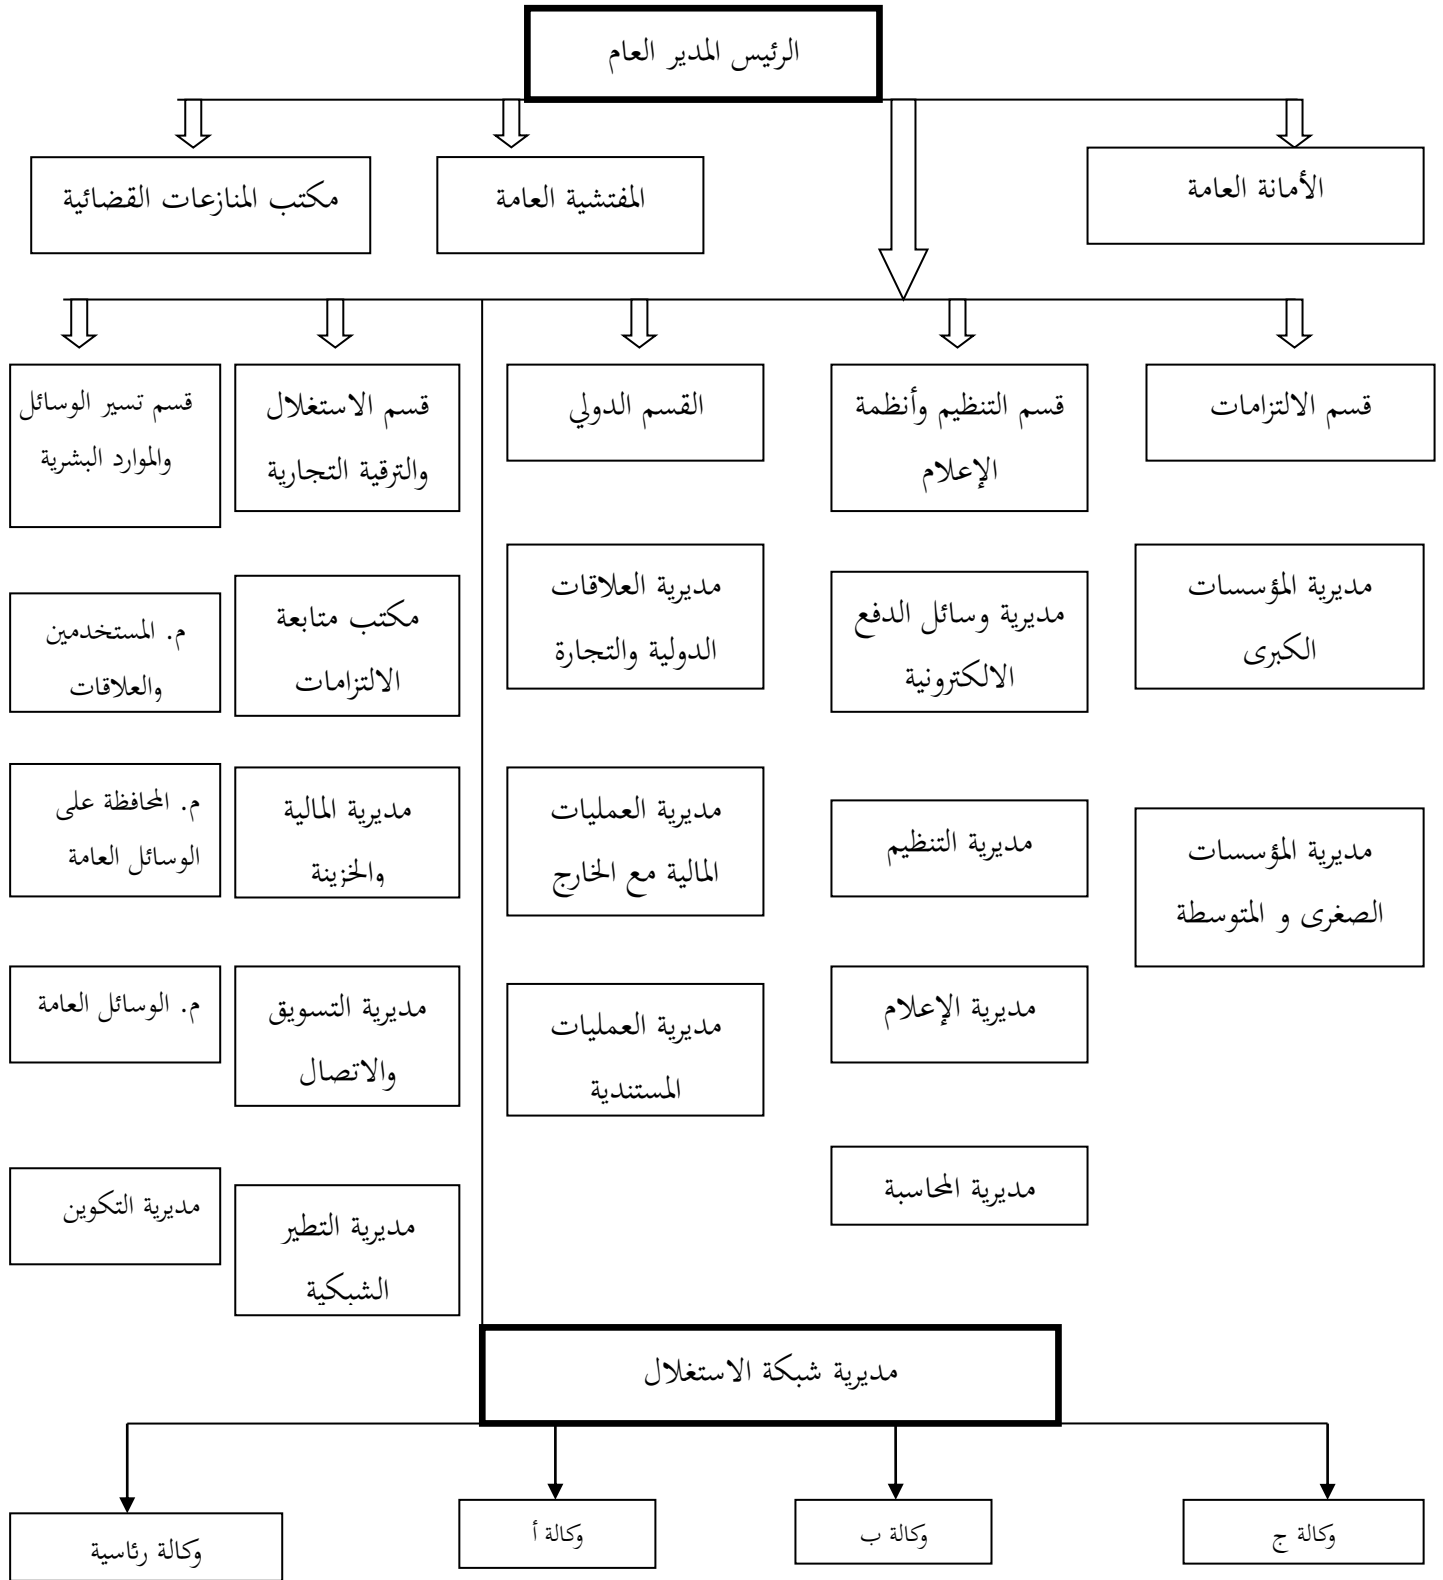 الرئيس المدير العام
الأمانة العامة
المفتشية العامة
مكتب المنازعات القضائية
قسم الالتزامات
قسم التنظيم وأنظمة
الإعلام
القسم الدولي
قسم الاستغلال
والترقية التجارية
قسم تسير الوسائل
والموارد البشرية
مديرية المؤسسات
الكبرى
مديرية وسائل الدفع
الالكترونية
مديرية العلاقات
الدولية والتجارة
مكتب متابعة
الالتزامات
م. المستخدمين
والعلاقات
مديرية المؤسسات
الصغرى و المتوسطة
مديرية التنظيم
مديرية العمليات
المالية مع الخارج
مديرية المالية
والخزينة
م. المحافظة على
الوسائل العامة
مديرية الإعلام
مديرية العمليات
المستندية
مديرية التسويق
والاتصال
م. الوسائل العامة
مديرية المحاسبة
مديرية التطير
الشبكية
مديرية التكوين
مديرية شبكة الاستغلال
وكالة ج
وكالة ب
وكالة أ
وكالة رئاسية